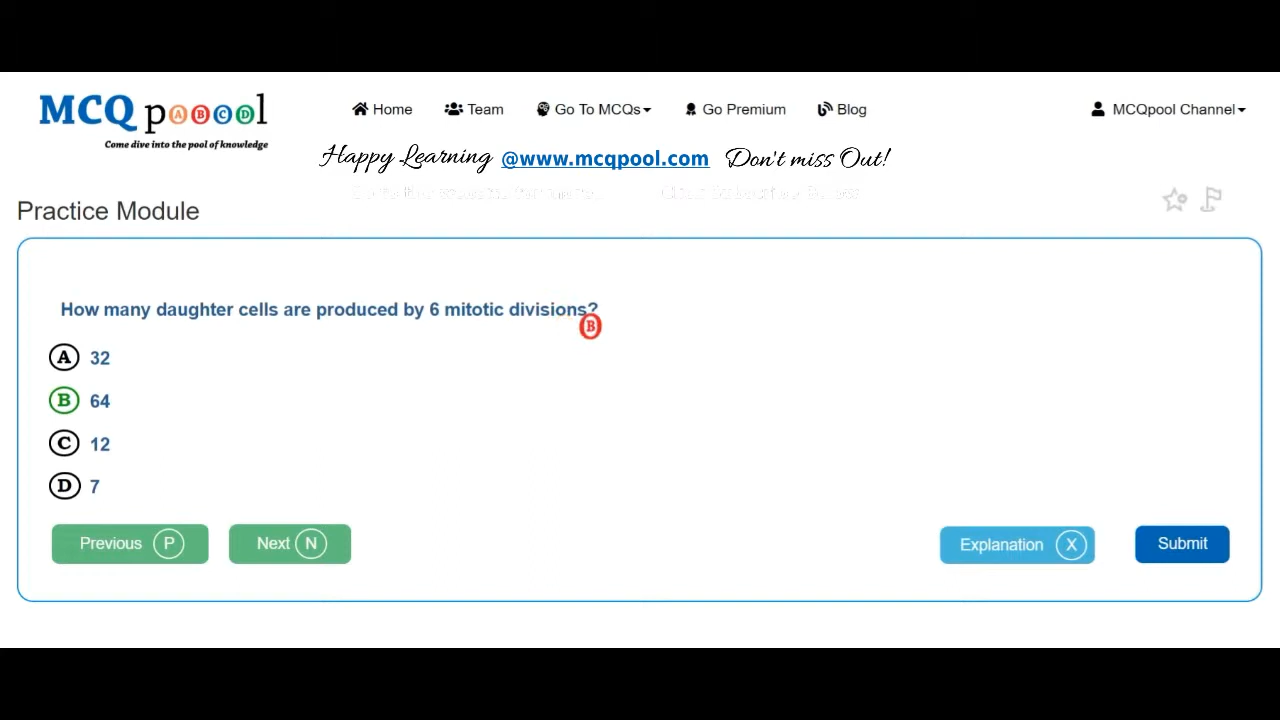 MCQ pooool
Come dive into the pool of knowledge
Home Team Go To MCQs Go Premium Blog MCQpool Channel
Happy Learning @www.mcqpool.com Don't miss Out!
Practice Module
How many daughter cells are produced by 6 mitotic divisions?
B
A 32
B 64
C 12
D 7
Previous P Next N Explanation X Submit